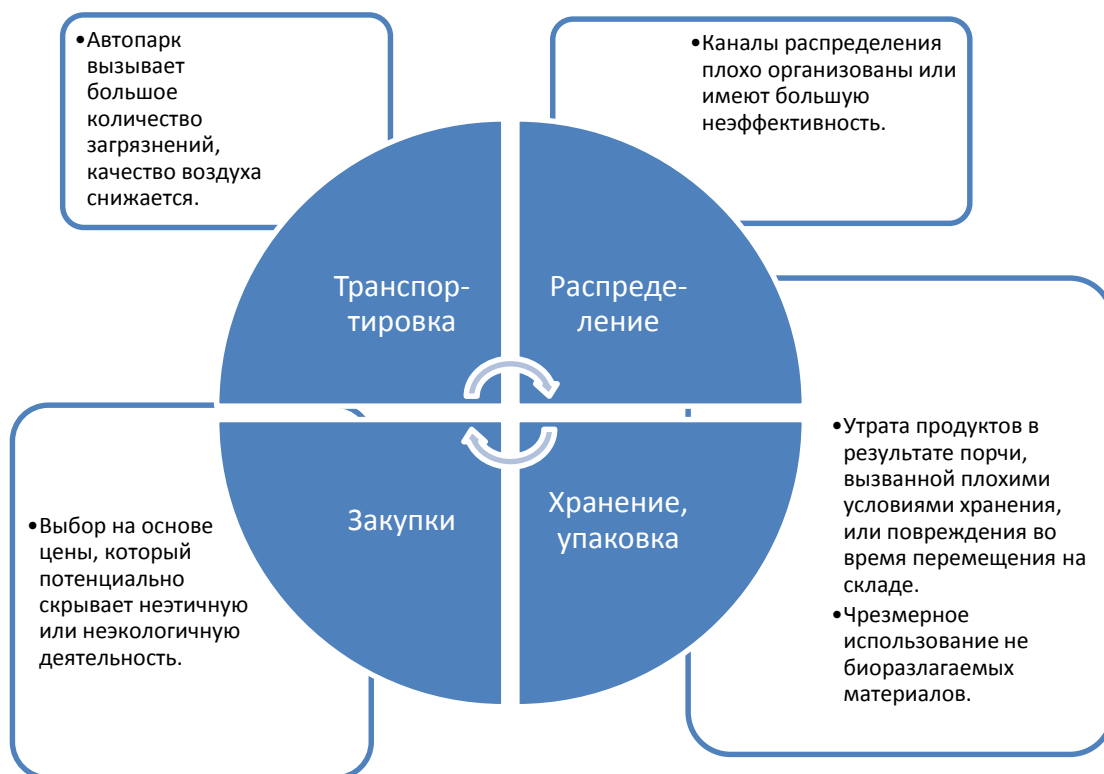 •Автопарк
вызывает
большое
количество
загрязнений,
качество воздуха
снижается.
•Каналы распределения
плохо организованы или
имеют большую
неэффективность.
Транспор-
тировка
Распреде-
ление
Закупки
Хранение,
упаковка
•Выбор на основе
цены, который
потенциально
скрывает неэтичную
или неэкологичную
деятельность.
•Утрата продуктов в
результате порчи,
вызванной плохими
условиями хранения,
или повреждения во
время перемещения на
складе.
•Чрезмерное
использование не
биоразлагаемых
материалов.